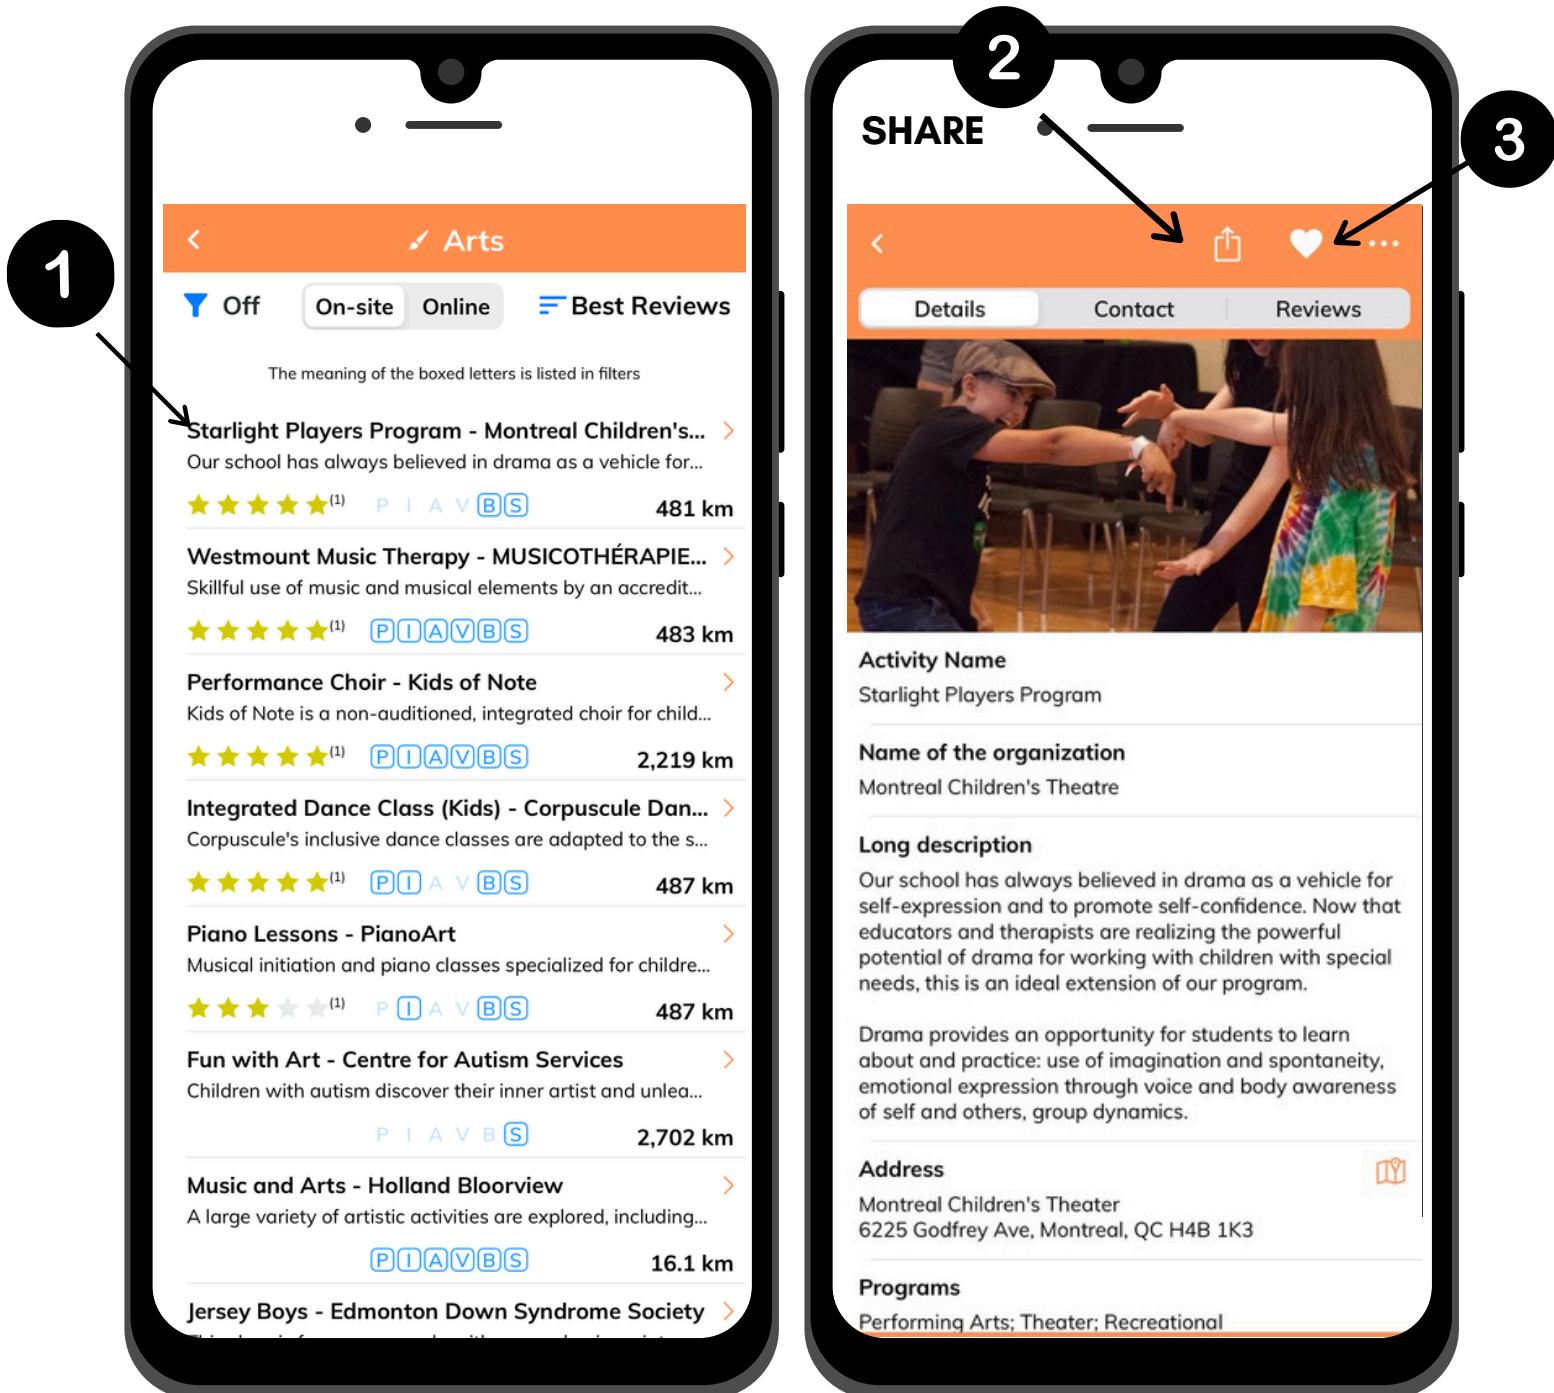 1
Arts
Off
On-site
Online
Best Reviews
The meaning of the boxed letters is listed in filters
Starlight Players Program - Montreal Children's...
Our school has always believed in drama as a vehicle for...
(1) P I A V B S 481 km
Westmount Music Therapy - MUSICOTHÉRAPIE...
Skillful use of music and musical elements by an accredit...
(1) P I A V B S 483 km
Performance Choir - Kids of Note
Kids of Note is a non-auditioned, integrated choir for child...
(1) P I A V B S 2,219 km
Integrated Dance Class (Kids) - Corpuscule Dan...
Corpuscule's inclusive dance classes are adapted to the s...
(1) P I A V B S 487 km
Piano Lessons - PianoArt
Musical initiation and piano classes specialized for childre...
(1) P I A V B S 487 km
Fun with Art - Centre for Autism Services
Children with autism discover their inner artist and unlea...
P I A V B S 2,702 km
Music and Arts - Holland Bloorview
A large variety of artistic activities are explored, including...
P I A V B S 16.1 km
Jersey Boys - Edmonton Down Syndrome Society
2
3
SHARE
Details
Contact
Reviews
Activity Name
Starlight Players Program
Name of the organization
Montreal Children's Theatre
Long description
Our school has always believed in drama as a vehicle for
self-expression and to promote self-confidence. Now that
educators and therapists are realizing the powerful
potential of drama for working with children with special
needs, this is an ideal extension of our program.
Drama provides an opportunity for students to learn
about and practice: use of imagination and spontaneity,
emotional expression through voice and body awareness
of self and others, group dynamics.
Address
Montreal Children's Theater
6225 Godfrey Ave, Montreal, QC H4B 1K3
Programs
Performing Arts; Theater; Recreational